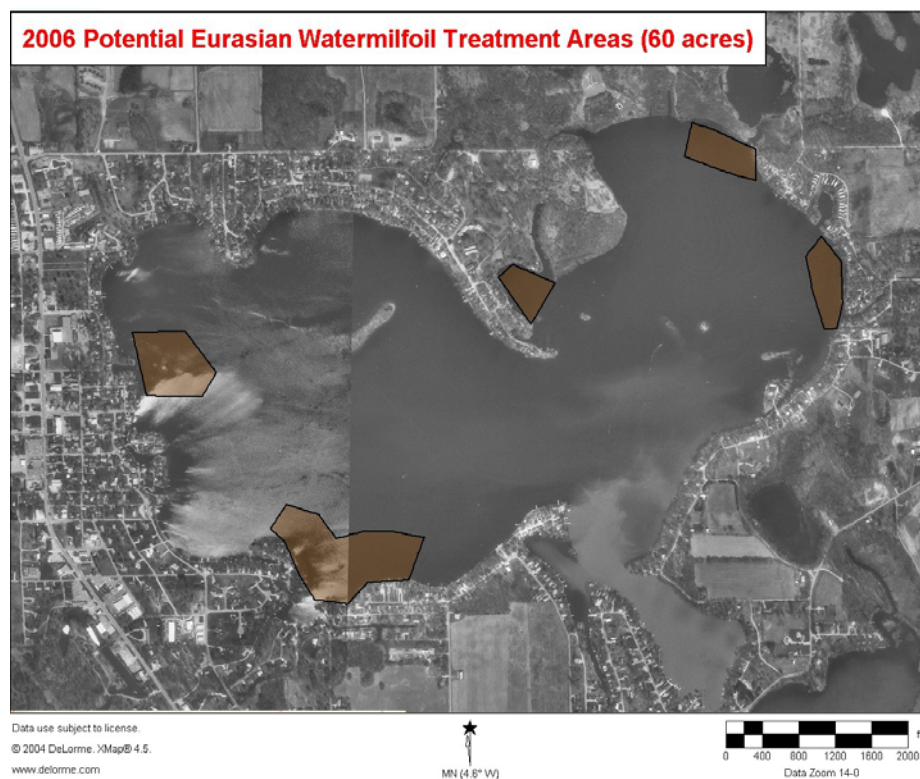 2006 Potential Eurasian Watermilfoil Treatment Areas (60 acres)
Data use subject to license.
© 2004 DeLorme. XMap® 4.5.
www.delorme.com
MN (4.6° W)
0 400 800 1200 1600 2000
Data Zoom 14-0